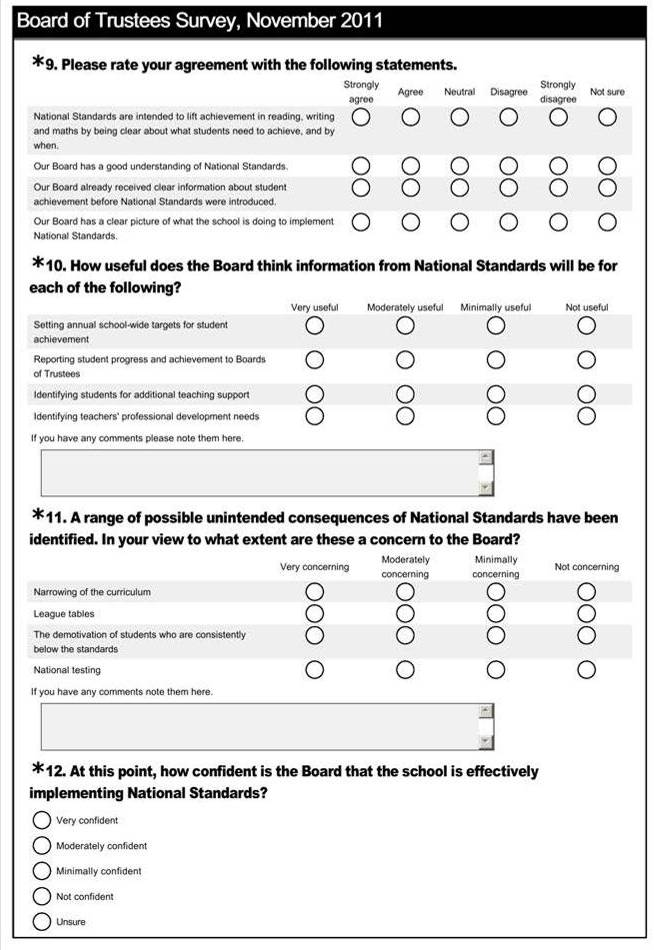 Board of Trustees Survey, November 2011
*9. Please rate your agreement with the following statements.
Strongly agree Agree Neutral Disagree Strongly disagree Not sure
National Standards are intended to lift achievement in reading, writing
and maths by being clear about what students need to achieve, and by
when.
Our Board has a good understanding of National Standards.
Our Board already received clear information about student
achievement before National Standards were introduced.
Our Board has a clear picture of what the school is doing to implement
National Standards.
*10. How useful does the Board think information from National Standards will be for
each of the following?
Very useful Moderately useful Minimally useful Not useful
Setting annual school-wide targets for student
achievement
Reporting student progress and achievement to Boards
of Trustees
Identifying students for additional teaching support
Identifying teachers' professional development needs
If you have any comments please note them here.
*11. A range of possible unintended consequences of National Standards have been
identified. In your view to what extent are these a concern to the Board?
Very concerning Moderately concerning Minimally concerning Not concerning
Narrowing of the curriculum
League tables
The demotivation of students who are consistently
below the standards
National testing
If you have any comments note them here.
*12. At this point, how confident is the Board that the school is effectively
implementing National Standards?
Very confident
Moderately confident
Minimally confident
Not confident
Unsure